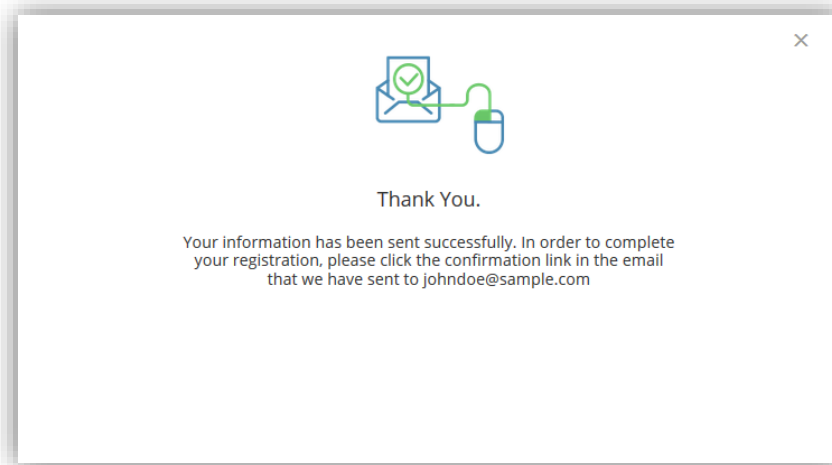 Thank You.
Your information has been sent successfully. In order to complete
your registration, please click the confirmation link in the email
that we have sent to johndoe@sample.com